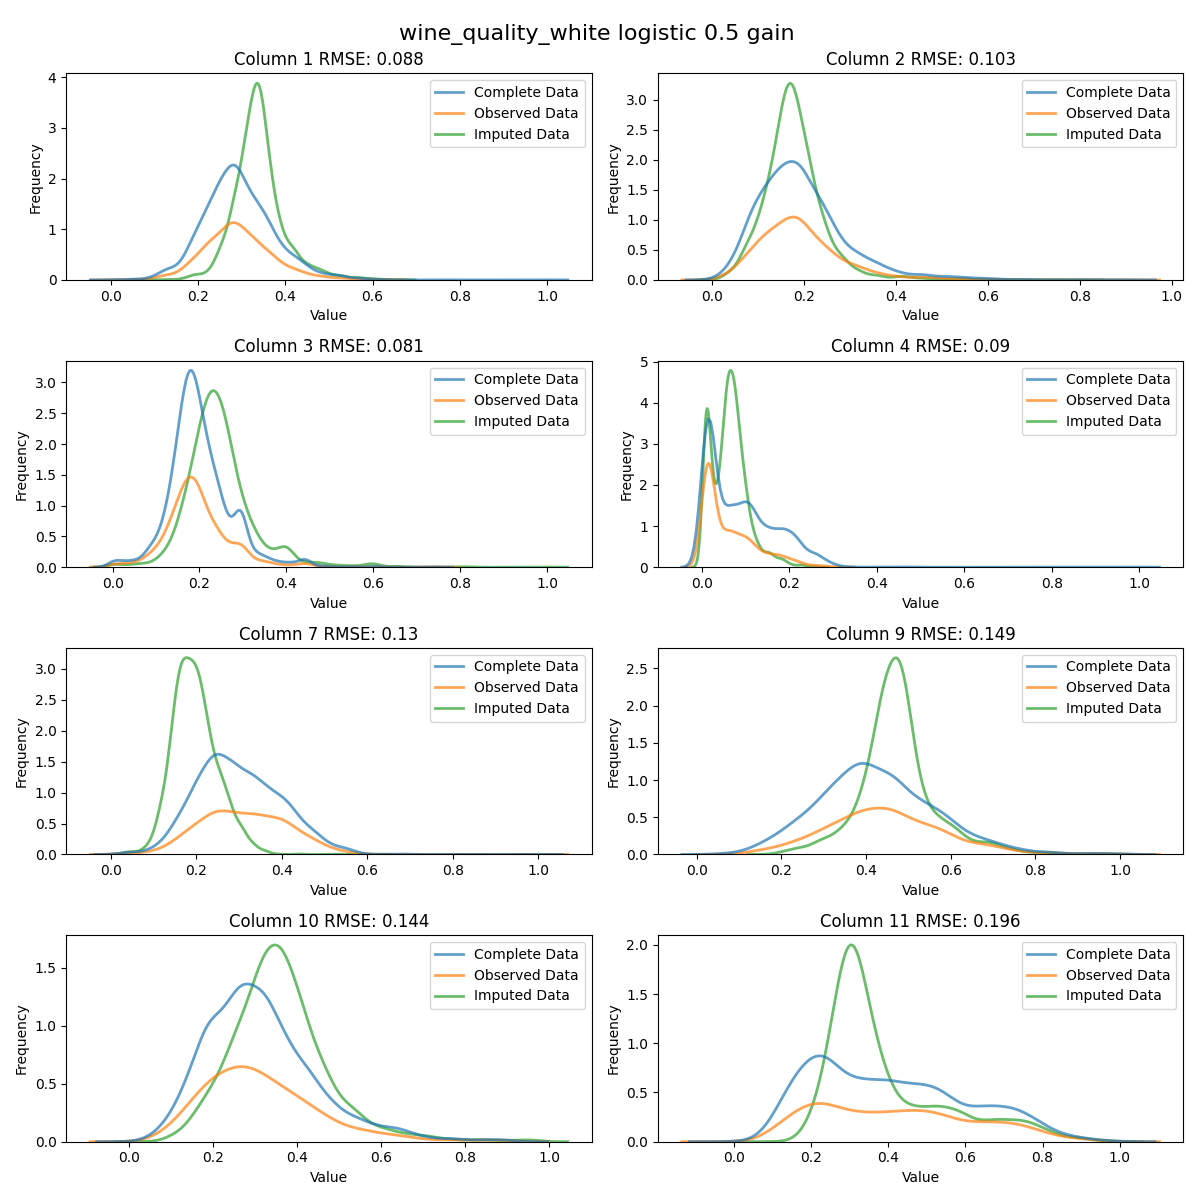 wine_quality_white logistic 0.5 gain
Column 1 RMSE: 0.088
Frequency
4
3
2
1
0
0.0 0.2 0.4 0.6 0.8 1.0
Value
Complete Data
Observed Data
Imputed Data
Column 2 RMSE: 0.103
Frequency
3.0
2.5
2.0
1.5
1.0
0.5
0.0
0.0 0.2 0.4 0.6 0.8 1.0
Value
Complete Data
Observed Data
Imputed Data
Column 3 RMSE: 0.081
Frequency
3.0
2.5
2.0
1.5
1.0
0.5
0.0
0.0 0.2 0.4 0.6 0.8 1.0
Value
Complete Data
Observed Data
Imputed Data
Column 4 RMSE: 0.09
Frequency
5
4
3
2
1
0
0.0 0.2 0.4 0.6 0.8 1.0
Value
Complete Data
Observed Data
Imputed Data
Column 7 RMSE: 0.13
Frequency
3.0
2.5
2.0
1.5
1.0
0.5
0.0
0.0 0.2 0.4 0.6 0.8 1.0
Value
Complete Data
Observed Data
Imputed Data
Column 9 RMSE: 0.149
Frequency
2.5
2.0
1.5
1.0
0.5
0.0
0.0 0.2 0.4 0.6 0.8 1.0
Value
Complete Data
Observed Data
Imputed Data
Column 10 RMSE: 0.144
Frequency
1.5
1.0
0.5
0.0
0.0 0.2 0.4 0.6 0.8 1.0
Value
Complete Data
Observed Data
Imputed Data
Column 11 RMSE: 0.196
Frequency
2.0
1.5
1.0
0.5
0.0
0.0 0.2 0.4 0.6 0.8 1.0
Value
Complete Data
Observed Data
Imputed Data